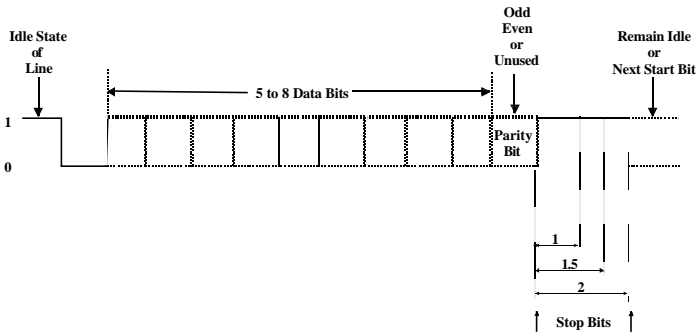 Odd
Even
or
Unused
Idle State
of
Line
Remain Idle
or
Next Start Bit
5 to 8 Data Bits
1
Parity
Bit
0
1
1.5
2
Stop Bits